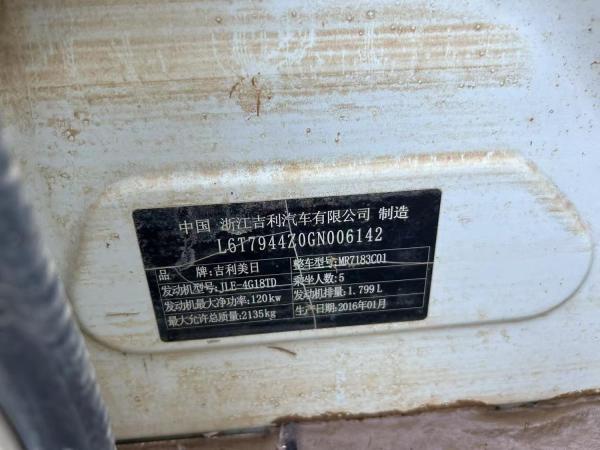 中国 浙江吉利汽车有限公司 制造
L6T7944Z0GN006142
品 牌:吉利美日 整车型号:MR7183C01
发动机型号:JLE-4G18TD 乘坐人数:5
发动机最大净功率:120kw 发动机排量:1.799L
最大允许总质量:2135kg 生产日期:2016年01月